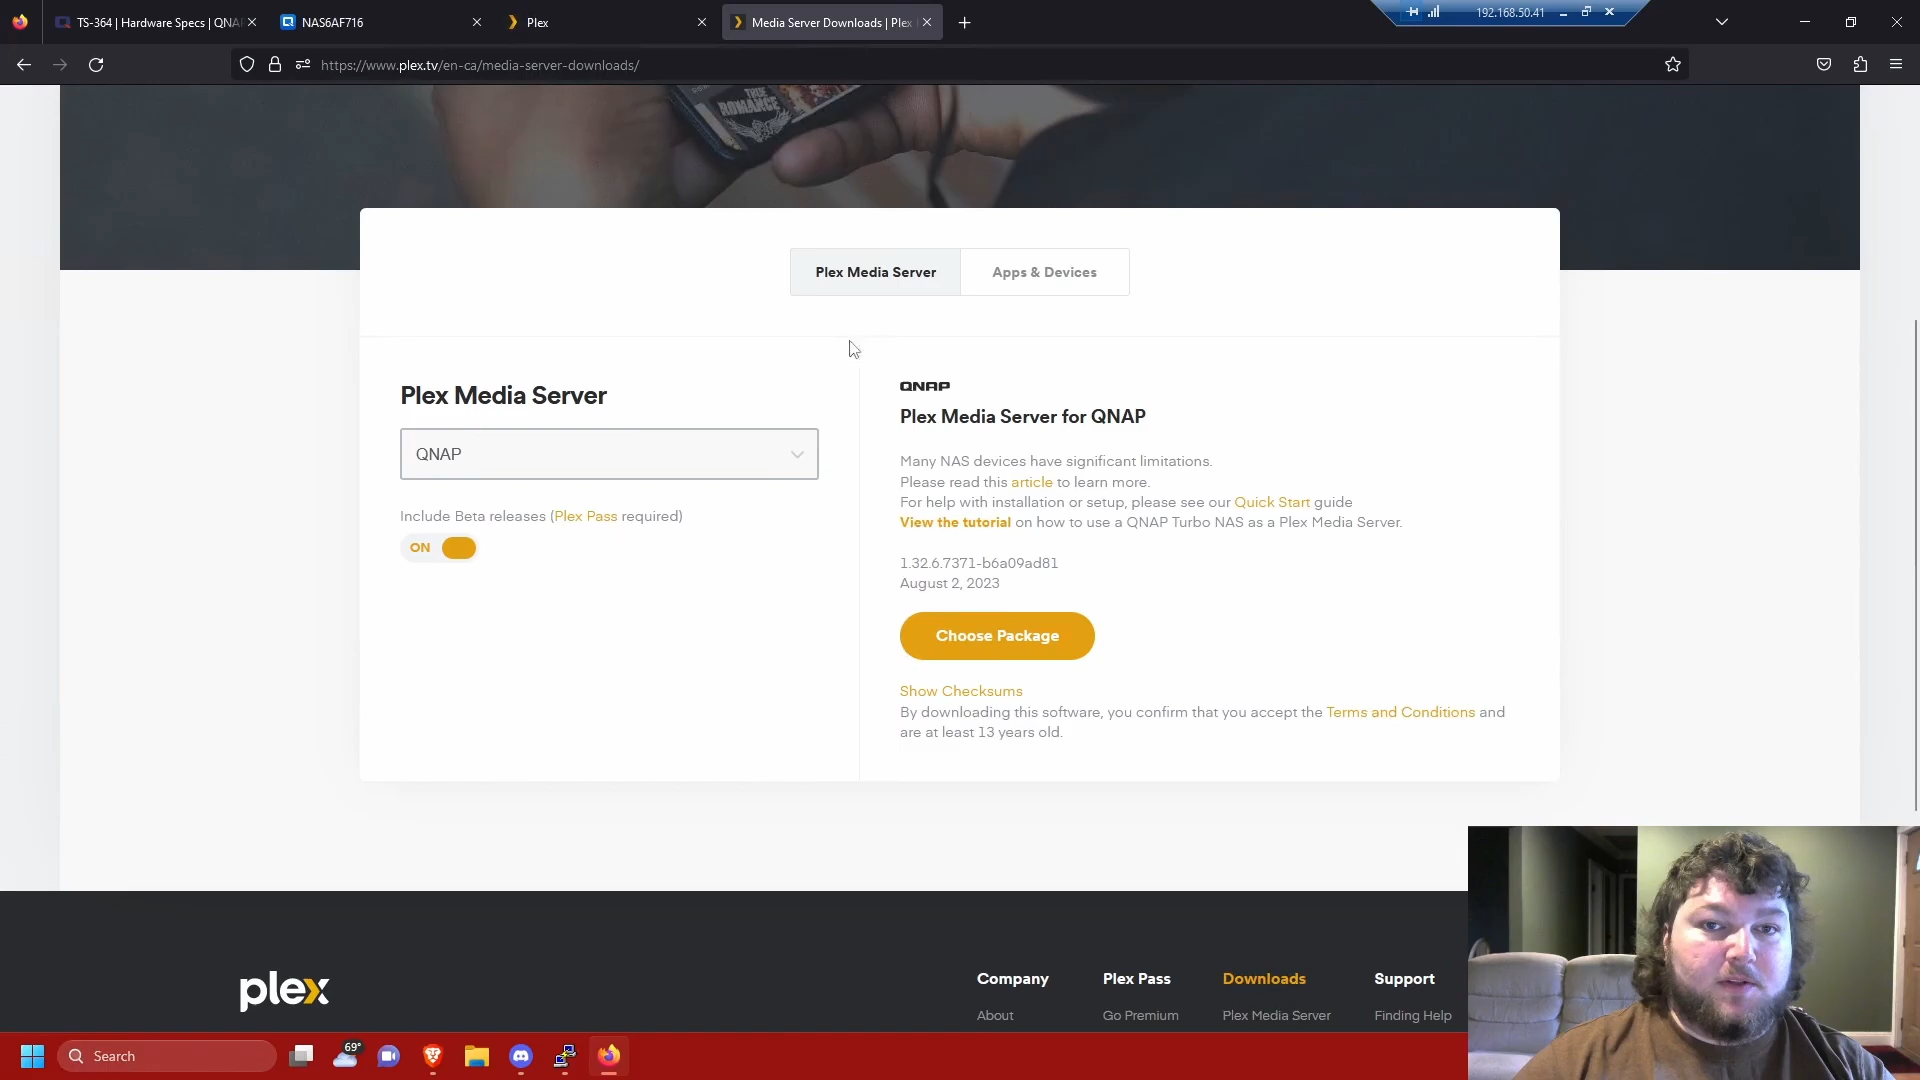 TS-364 | Hardware Specs | QNA
NAS6AF716
Plex
Media Server Downloads | Plex
192.168.50.41
https://www.plex.tv/en-ca/media-server-downloads/
TRUE
ROMANCE
Plex Media Server
Apps & Devices
Plex Media Server
QNAP
Include Beta releases (Plex Pass required)
ON
QNAP
Plex Media Server for QNAP
Many NAS devices have significant limitations.
Please read this article to learn more.
For help with installation or setup, please see our Quick Start guide
View the tutorial on how to use a QNAP Turbo NAS as a Plex Media Server.
1.32.6.7371-b6a09ad81
August 2, 2023
Choose Package
Show Checksums
By downloading this software, you confirm that you accept the Terms and Conditions and
are at least 13 years old.
plex
Company
Plex Pass
Downloads
Support
About
Go Premium
Plex Media Server
Finding Help
Search
69°